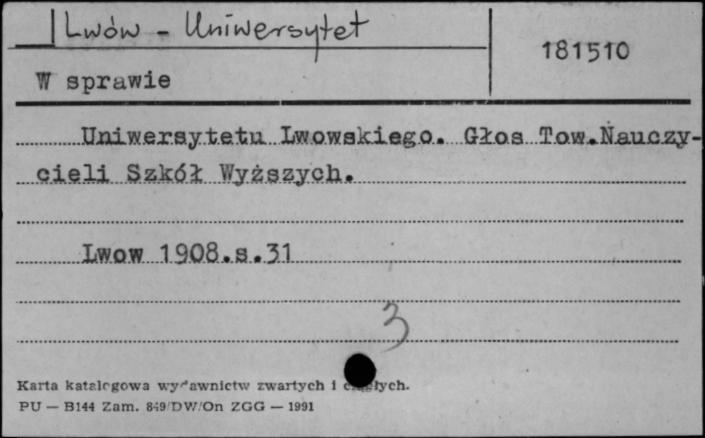 Lwów - Uniwersytet
181510
W sprawie
Uniwersytetu Lwowskiego. Głos Tow.Nauczy-
cieli Szkół Wyższych.
Lwow 1908.s.31
3
Karta katalogowa wydawnictw zwartych i ciągłych.
PU — B144 Zam. 849/DW/On ZGG — 1991